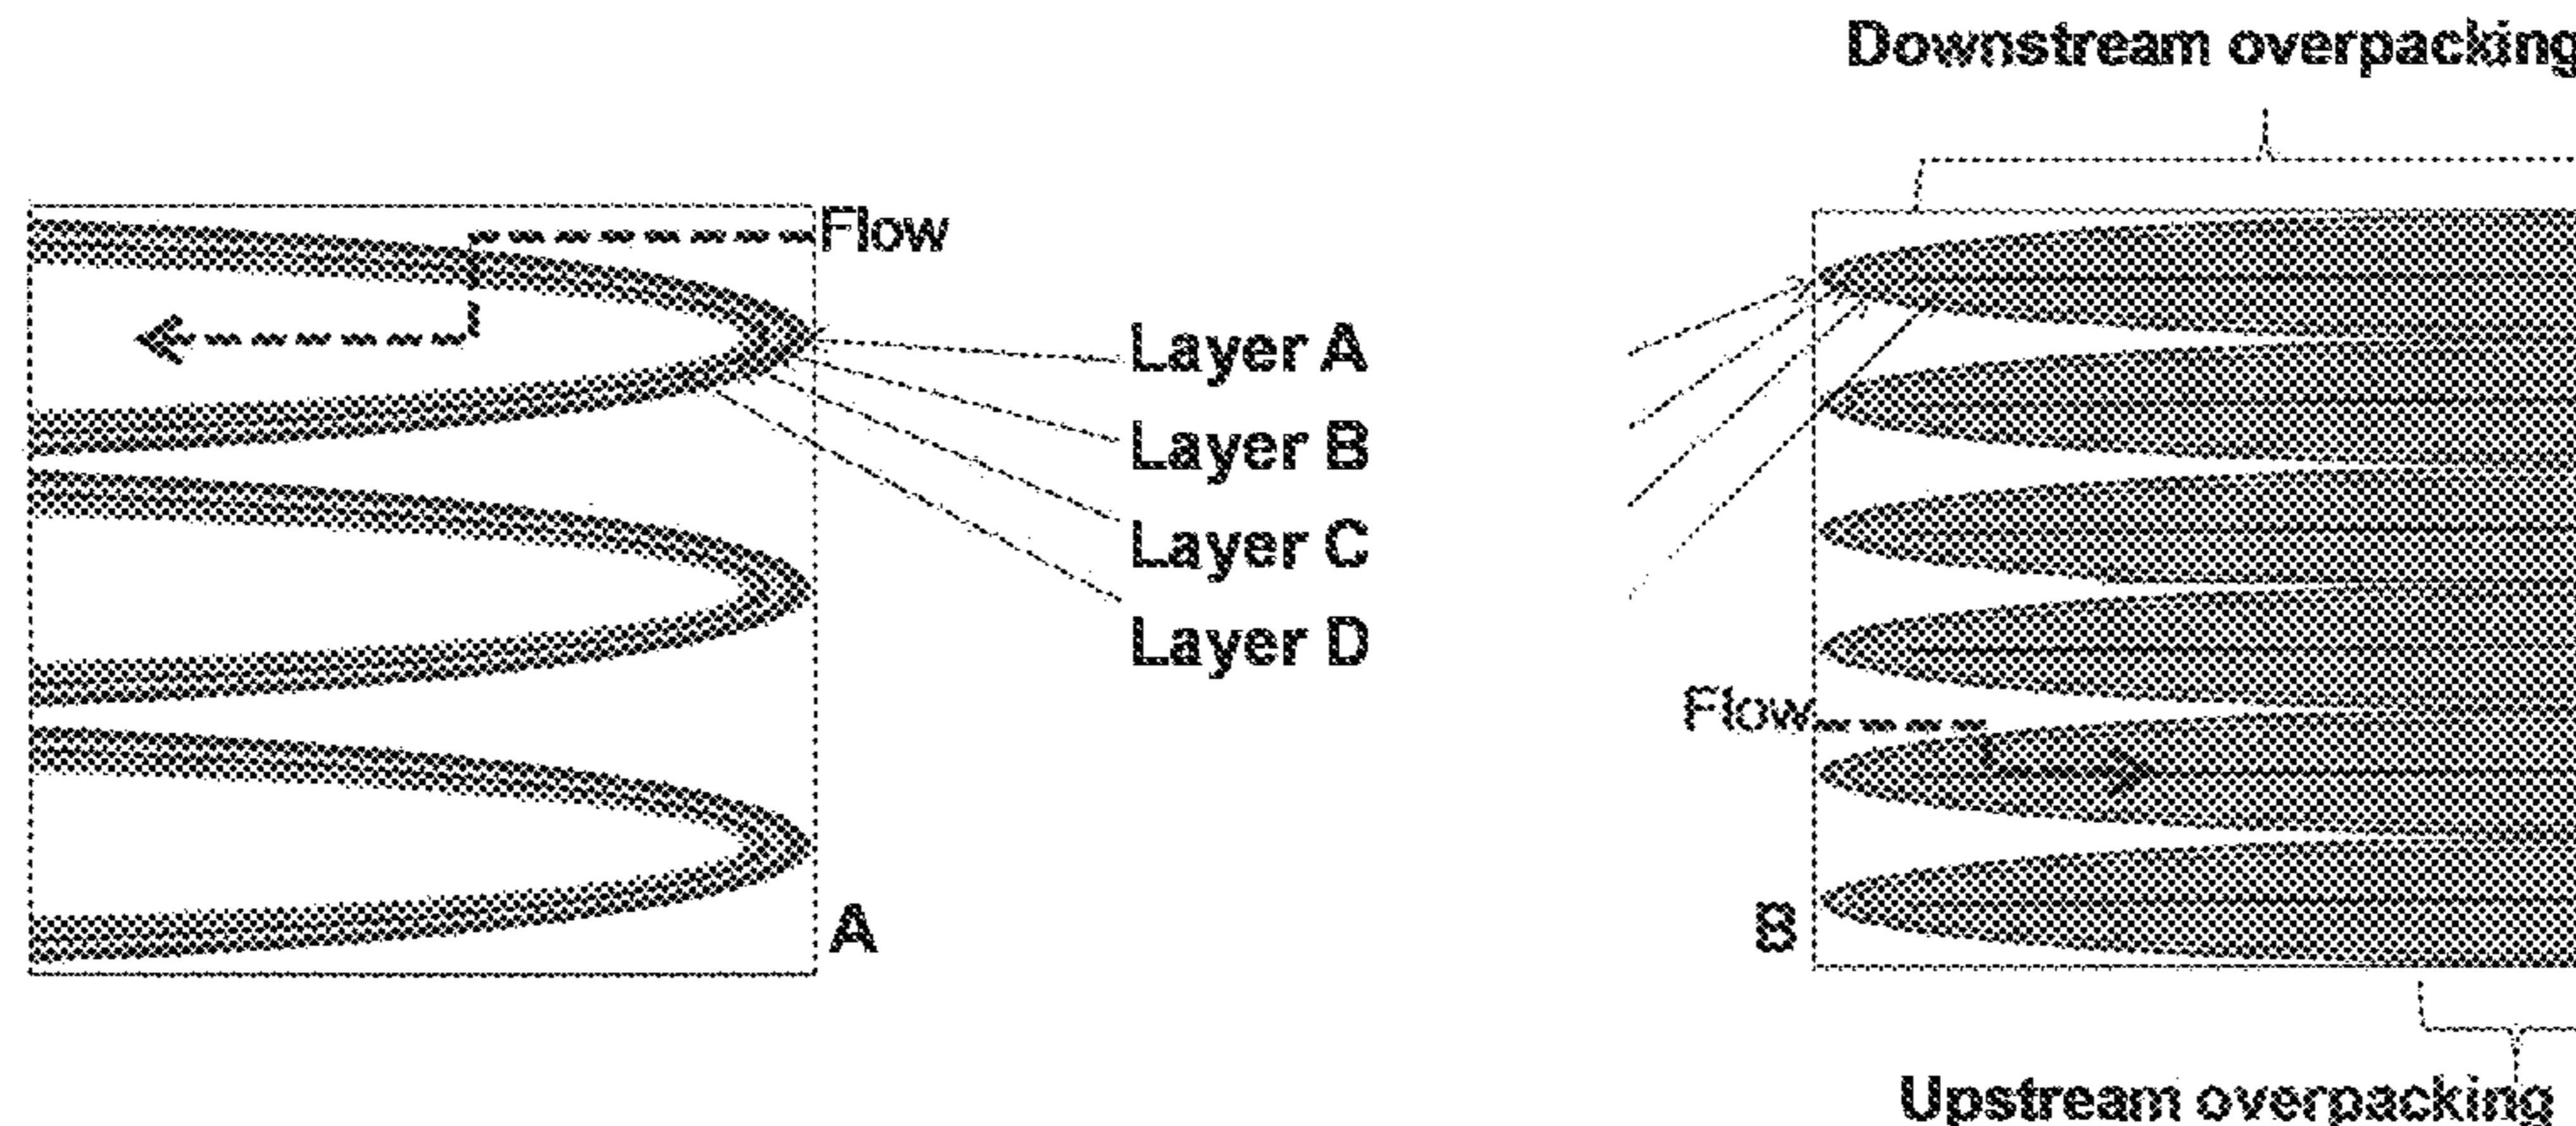 Downstream overpacking
Flow
Layer A
Layer B
Layer C
Layer D
Flow
A
B
Upstream overpacking